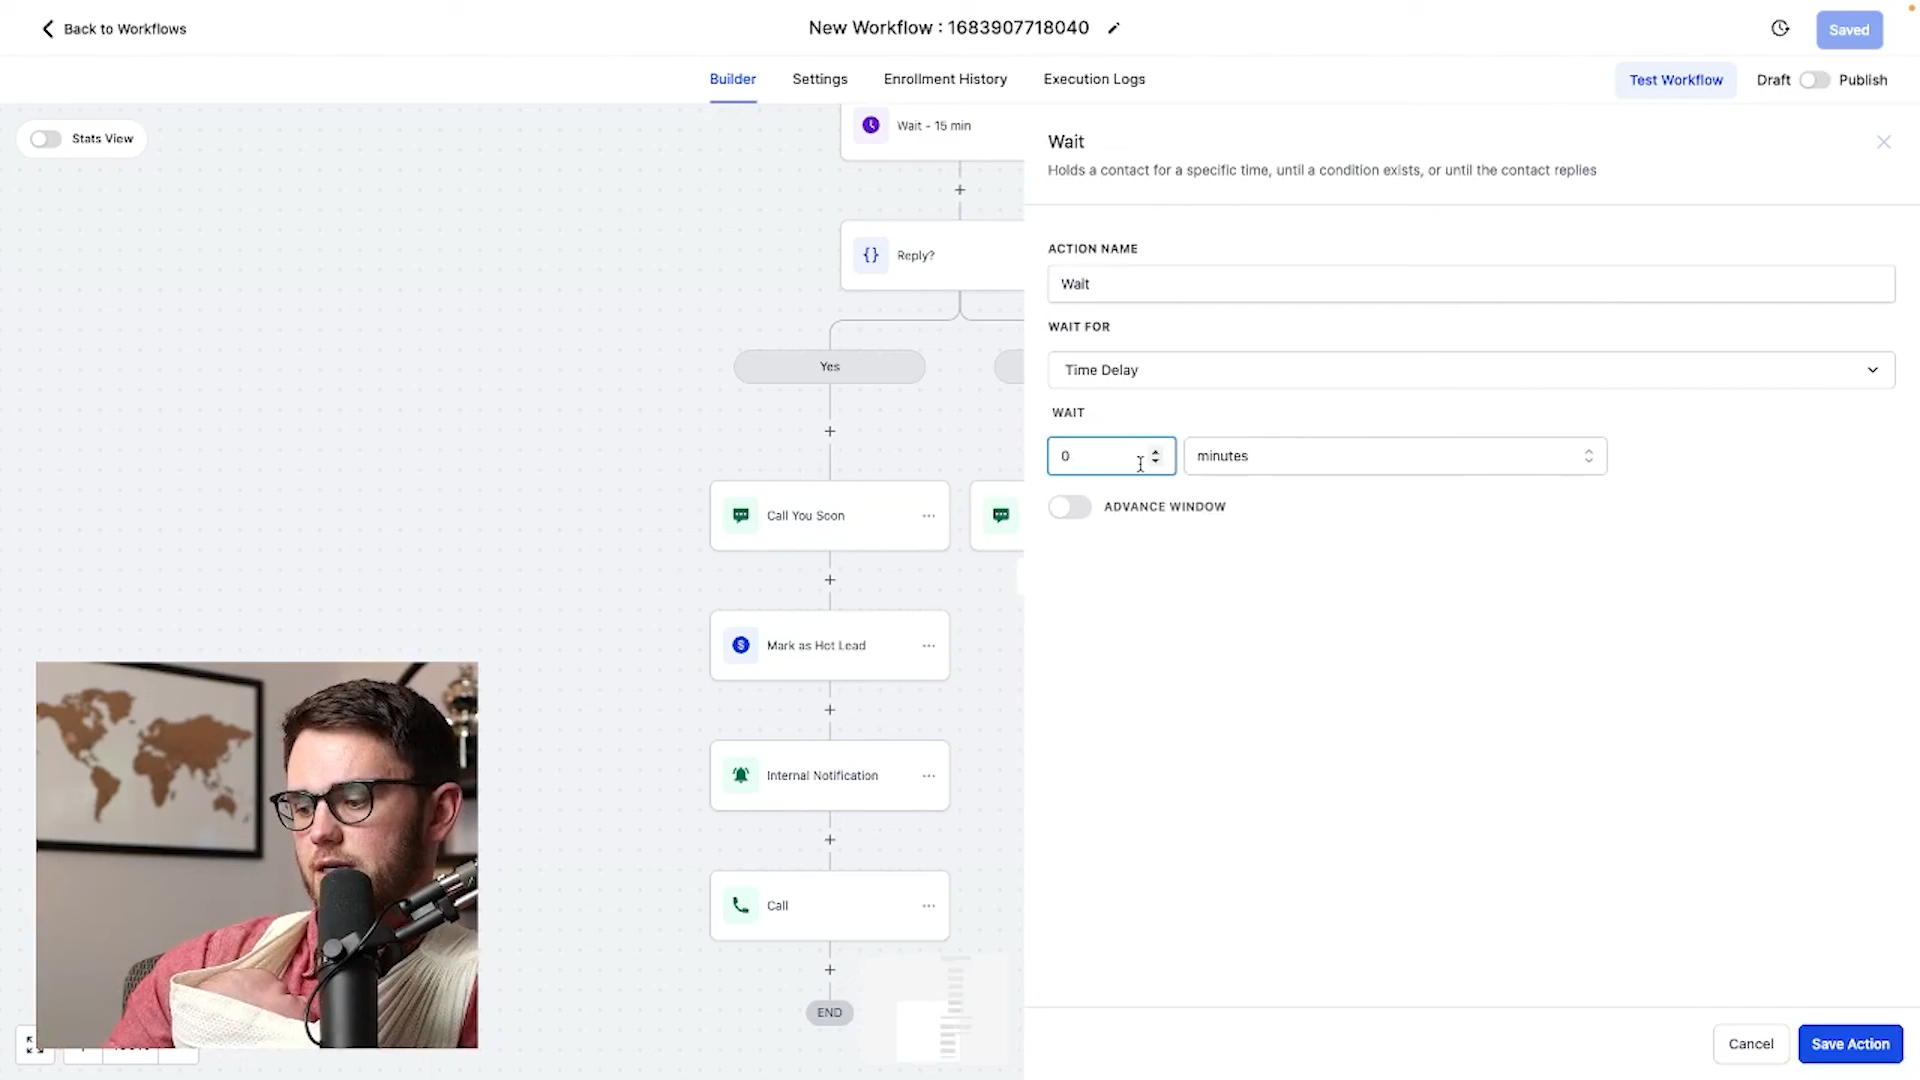 Back to Workflows
New Workflow : 1683907718040
Saved
Builder
Settings
Enrollment History
Execution Logs
Test Workflow
Draft
Publish
Stats View
Wait - 15 min
Reply?
Yes
Call You Soon
Mark as Hot Lead
Internal Notification
Call
END
Wait
Holds a contact for a specific time, until a condition exists, or until the contact replies
ACTION NAME
Wait
WAIT FOR
Time Delay
WAIT
0
minutes
ADVANCE WINDOW
Cancel
Save Action